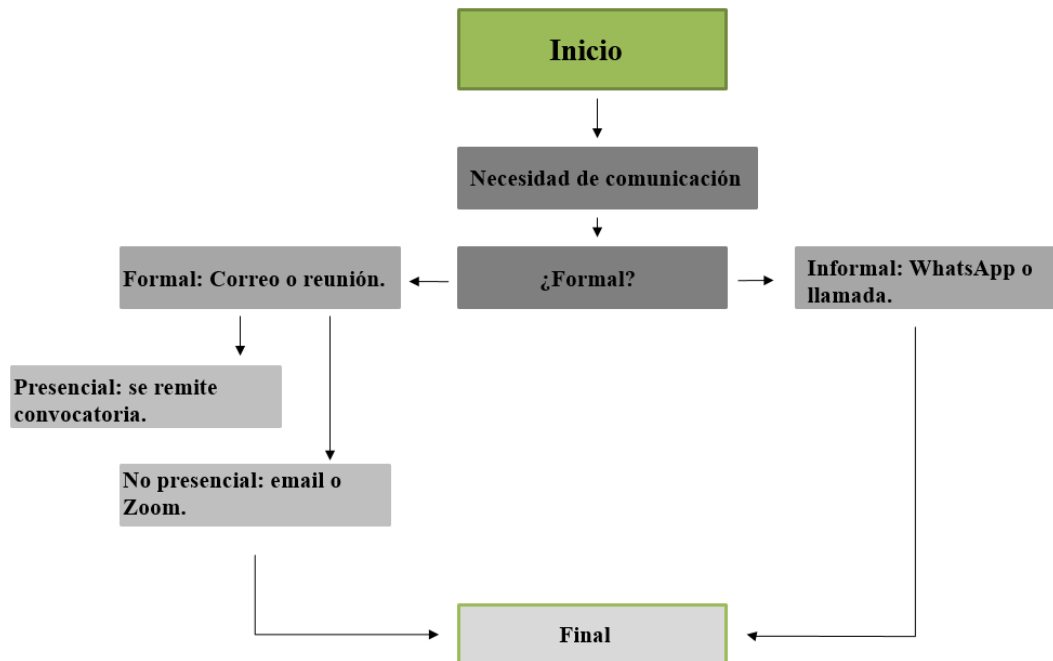 Inicio
Necesidad de comunicación
Formal: Correo o reunión.
¿Formal?
Informal: WhatsApp o
llamada.
Presencial: se remite
convocatoria.
No presencial: email o
Zoom.
Final